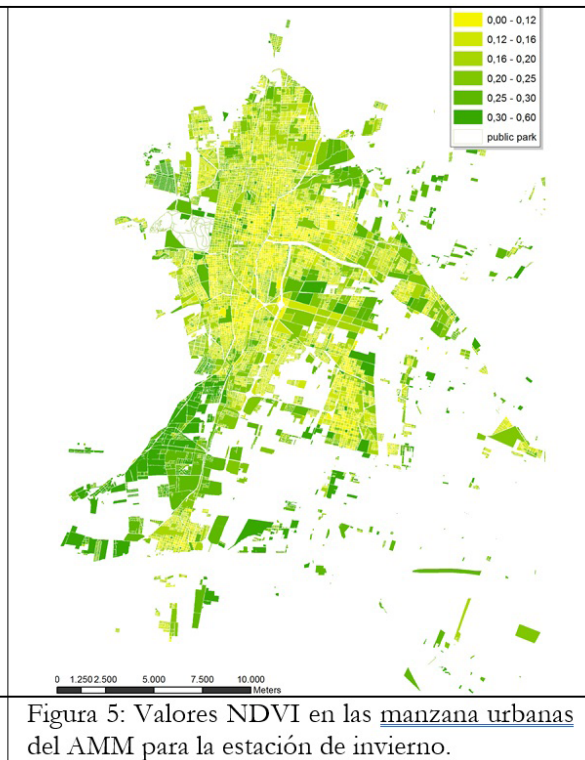 0,00 - 0,12
0,12 - 0,16
0,16 - 0,20
0,20 - 0,25
0,25 - 0,30
0,30 - 0,60
public park
0 1.250 2.500 5.000 7.500 10.000
Meters
Figura 5: Valores NDVI en las manzana urbanas
del AMM para la estación de invierno.